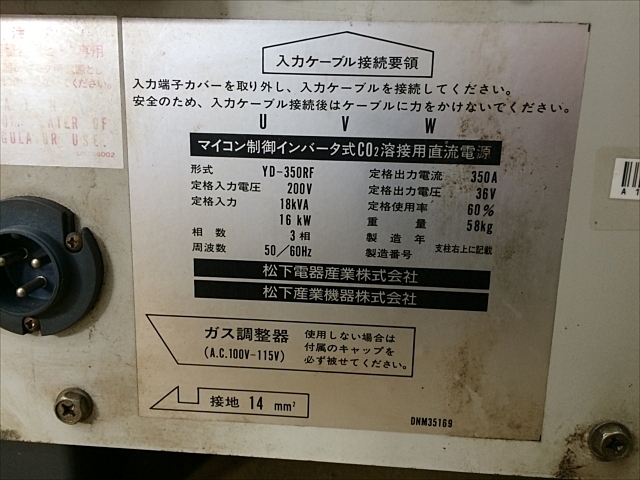 入力ケーブル接続要領
入力端子カバーを取り外し、入力ケーブルを接続してください。
安全のため、入力ケーブル接続後はケーブルに力をかけないでください。
U V W
マイコン制御インバータ式CO₂溶接用直流電源
形式 YD-350RF 定格出力電流 350A
定格入力電圧 200V 定格出力電圧 36V
定格入力 18kVA 定格使用率 60%
16kW 重量 58kg
相数 3相 製造年
周波数 50/60Hz 製造番号 支柱右上に記載
松下電器産業株式会社
松下産業機器株式会社
ガス調整器 使用しない場合は
(A.C.100V-115V) 付属のキャップを
必ず被せてください。
接地 14mm²
DNM35169
USE.